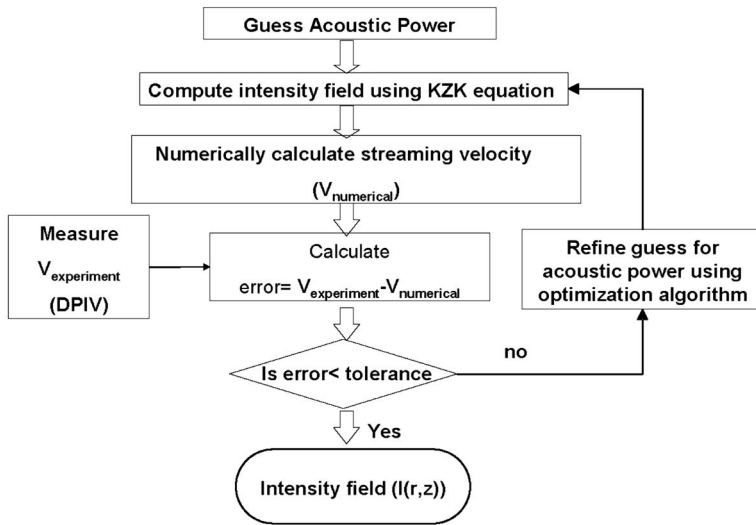 Guess Acoustic Power
Compute intensity field using KZK equation
Numerically calculate streaming velocity
(Vnumerical)
Measure
Vexperiment
(DPIV)
Calculate
error= Vexperiment-Vnumerical
Refine guess for
acoustic power using
optimization algorithm
Is error< tolerance
no
Yes
Intensity field (I(r,z))